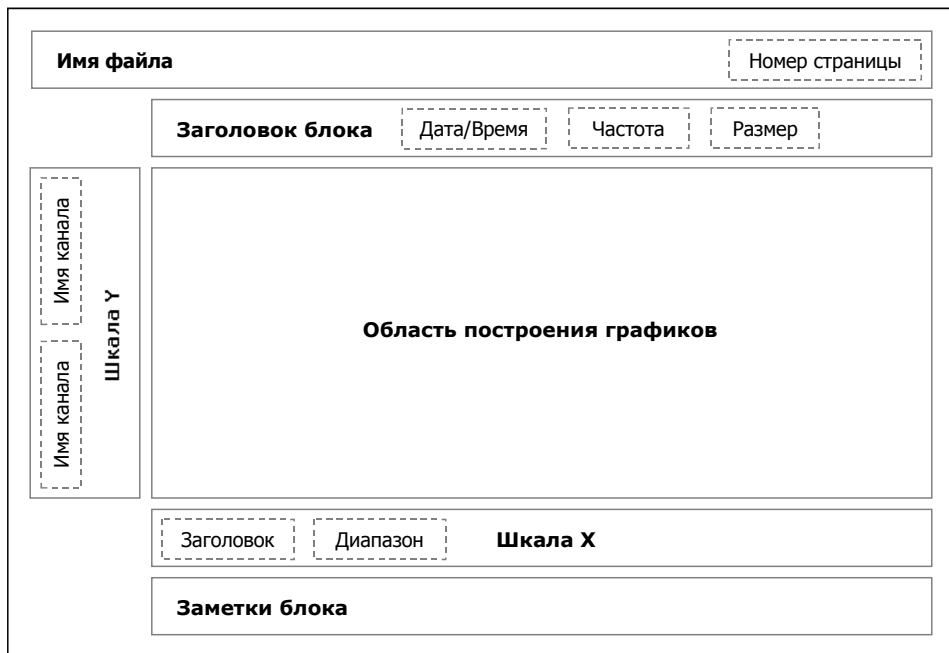 Имя файла
Номер страницы
Заголовок блока
Дата/Время
Частота
Размер
Имя канала
Имя канала
Шкала Y
Область построения графиков
Заголовок
Диапазон
Шкала X
Заметки блока